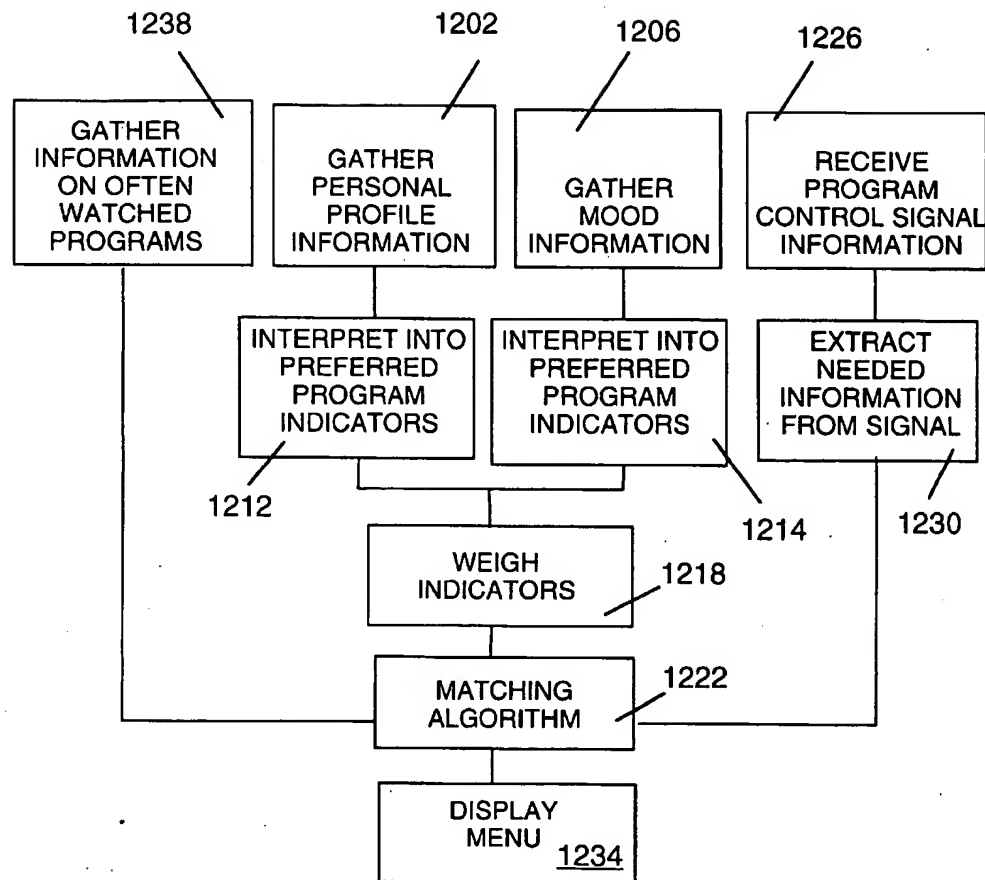 1238
1202
1206
1226
GATHER
INFORMATION
ON OFTEN
WATCHED
PROGRAMS
GATHER
PERSONAL
PROFILE
INFORMATION
GATHER
MOOD
INFORMATION
RECEIVE
PROGRAM
CONTROL SIGNAL
INFORMATION
INTERPRET INTO
PREFERRED
PROGRAM
INDICATORS
INTERPRET INTO
PREFERRED
PROGRAM
INDICATORS
EXTRACT
NEEDED
INFORMATION
FROM SIGNAL
1212
1214
1230
WEIGH
INDICATORS
1218
MATCHING
ALGORITHM
1222
DISPLAY
MENU
1234